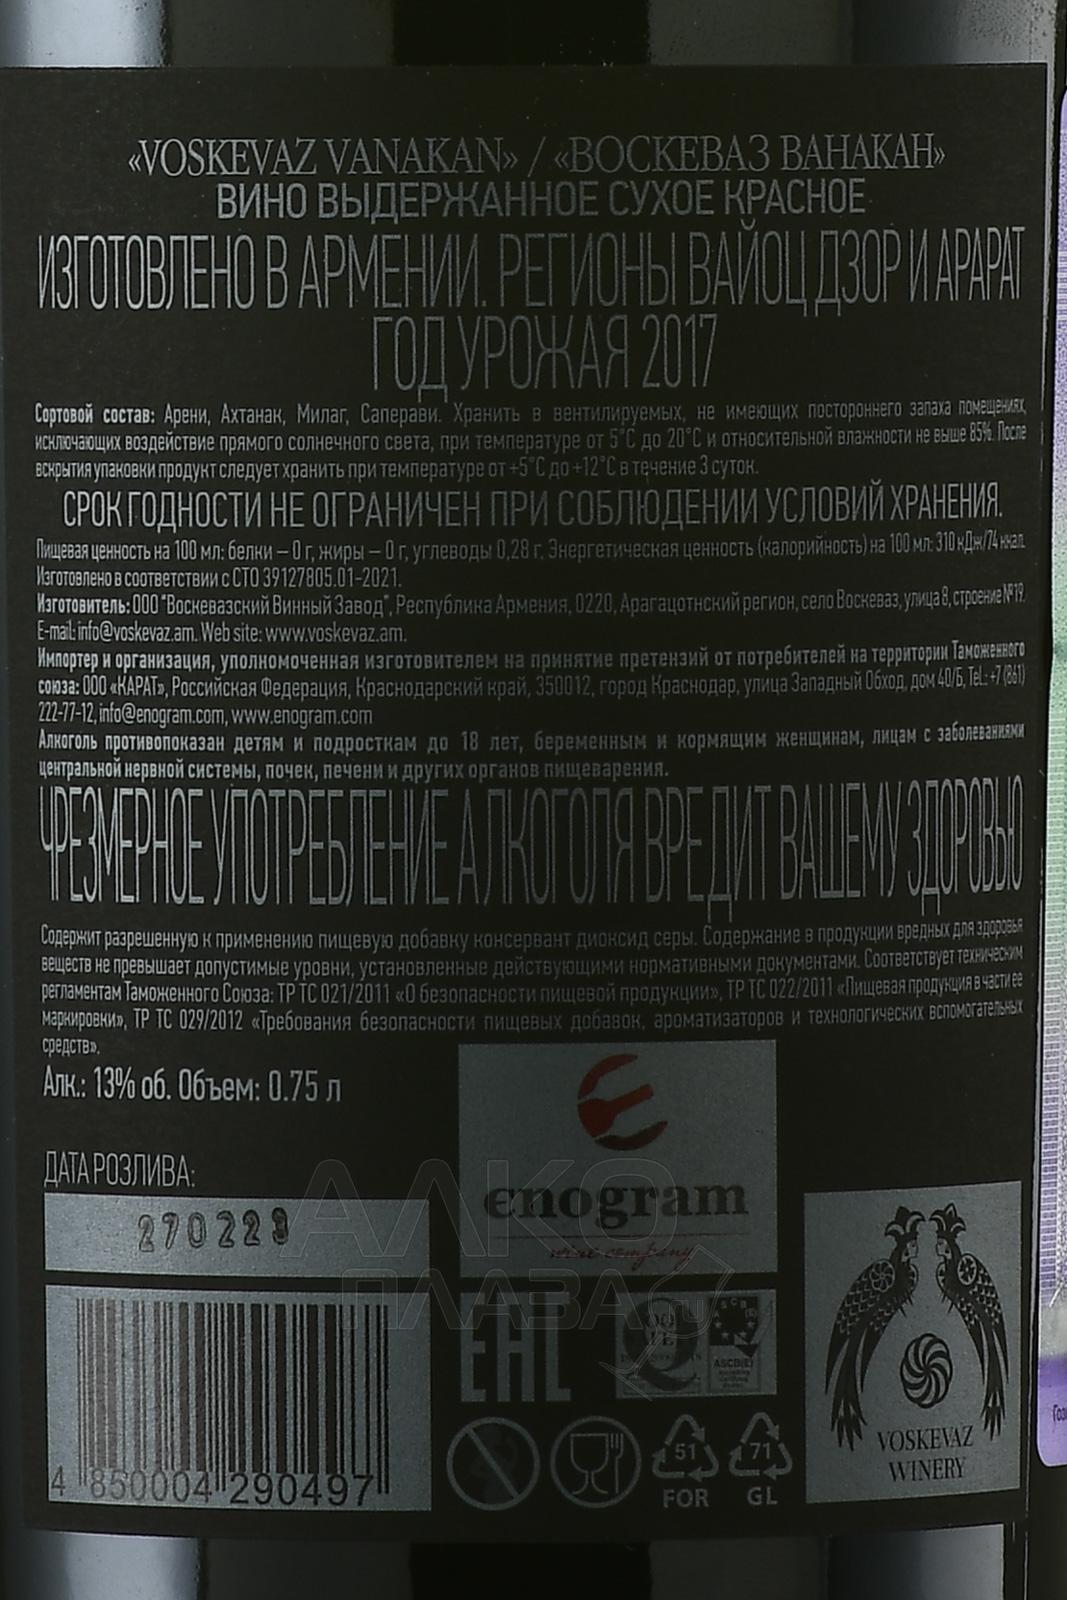 «VOSKEVAZ VANAKAN» / «ВОСКЕВАЗ ВАНАКАН»
ВИНО ВЫДЕРЖАННОЕ СУХОЕ КРАСНОЕ
ИЗГОТОВЛЕНО В АРМЕНИИ. РЕГИОНЫ ВАЙОЦ ДЗОР И АРАРАТ
ГОД УРОЖАЯ 2017
Сортовой состав: Арени, Ахтанак, Милаг, Саперави. Хранить в вентилируемых, не имеющих постороннего запаха помещениях,
исключающих воздействие прямого солнечного света, при температуре от 5°С до 20°С и относительной влажности не выше 85%. После
вскрытия упаковки продукт следует хранить при температуре от +5°С до +12°С в течение 3 суток.
СРОК ГОДНОСТИ НЕ ОГРАНИЧЕН ПРИ СОБЛЮДЕНИИ УСЛОВИЙ ХРАНЕНИЯ.
Пищевая ценность на 100 мл: белки – 0 г, жиры – 0 г, углеводы 0,28 г. Энергетическая ценность (калорийность) на 100 мл: 310 кДж/74 ккал.
Изготовлено в соответствии с СТО 39127805.01-2021.
Изготовитель: ООО "Воскевазский Винный Завод", Республика Армения, 0220, Арагацотнский регион, село Воскеваз, улица 8, строение №19.
E-mail: info@voskevaz.am. Web site: www.voskevaz.am.
Импортер и организация, уполномоченная изготовителем на принятие претензий от потребителей на территории Таможенного
союза: ООО «КАРАТ», Российская Федерация, Краснодарский край, 350012, город Краснодар, улица Западный Обход, дом 40/Б, Tel.: +7 (861)
222-77-12, info@enogram.com, www.enogram.com
Алкоголь противопоказан детям и подросткам до 18 лет, беременным и кормящим женщинам, лицам с заболеваниями
центральной нервной системы, почек, печени и других органов пищеварения.
ЧРЕЗМЕРНОЕ УПОТРЕБЛЕНИЕ АЛКОГОЛЯ ВРЕДИТ ВАШЕМУ ЗДОРОВЬЮ
Содержит разрешенную к применению пищевую добавку консервант диоксид серы. Содержание в продукции вредных для здоровья
веществ не превышает допустимые уровни, установленные действующими нормативными документами. Соответствует техническим
регламентам Таможенного Союза: ТР ТС 021/2011 «О безопасности пищевой продукции», ТР ТС 022/2011 «Пищевая продукция в части ее
маркировки», ТР ТС 029/2012 «Требования безопасности пищевых добавок, ароматизаторов и технологических вспомогательных
средств».
Алк.: 13% об. Объем: 0.75 л
ДАТА РОЗЛИВА:
270223
enogram
wine company
АЛКО
ПЛАЗА
.ru
EAC
ASCB(E)
51
FOR
71
GL
4 850004 290497
VOSKEVAZ
WINERY